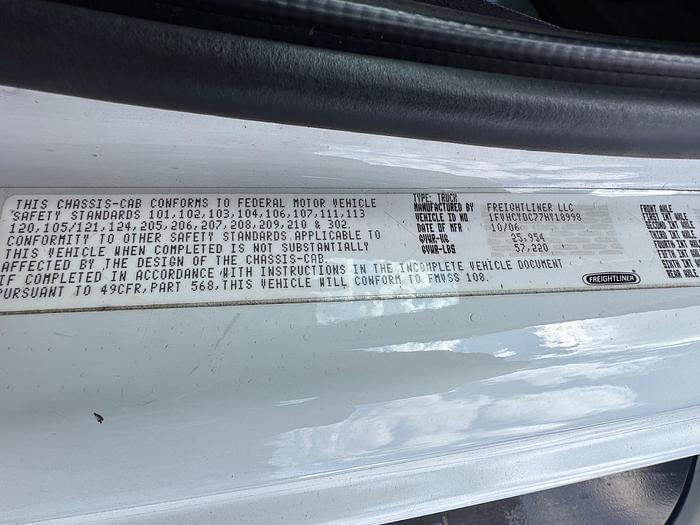 THIS CHASSIS-CAB CONFORMS TO FEDERAL MOTOR VEHICLE
SAFETY STANDARDS 101,102,103,104,106,107,111,113
120,105/121,124,205,206,207,208,209,210 & 302.
CONFORMITY TO OTHER SAFETY STANDARDS APPLICABLE TO
THIS VEHICLE WHEN COMPLETED IS NOT SUBSTANTIALLY
AFFECTED BY THE DESIGN OF THE CHASSIS-CAB.
IF COMPLETED IN ACCORDANCE WITH INSTRUCTIONS IN THE INCOMPLETE VEHICLE DOCUMENT
PURSUANT TO 49CFR,PART 568,THIS VEHICLE WILL CONFORM TO FMVSS 108.
TYPE: TRUCK
MANUFACTURED BY FREIGHTLINER LLC
VEHICLE ID NO 1FVHCYDC77HY18998
DATE OF MFR 10/06
GVWR-KG 25,954
GVWR-LBS 57,220
FREIGHTLINER
FRONT AXLE
FIRST INT AXLE
SECOND INT AXLE
THIRD INT AXLE
FOURTH INT AXLE
FIFTH INT AXLE
SIXTH INT AXLE
REAR AXLE